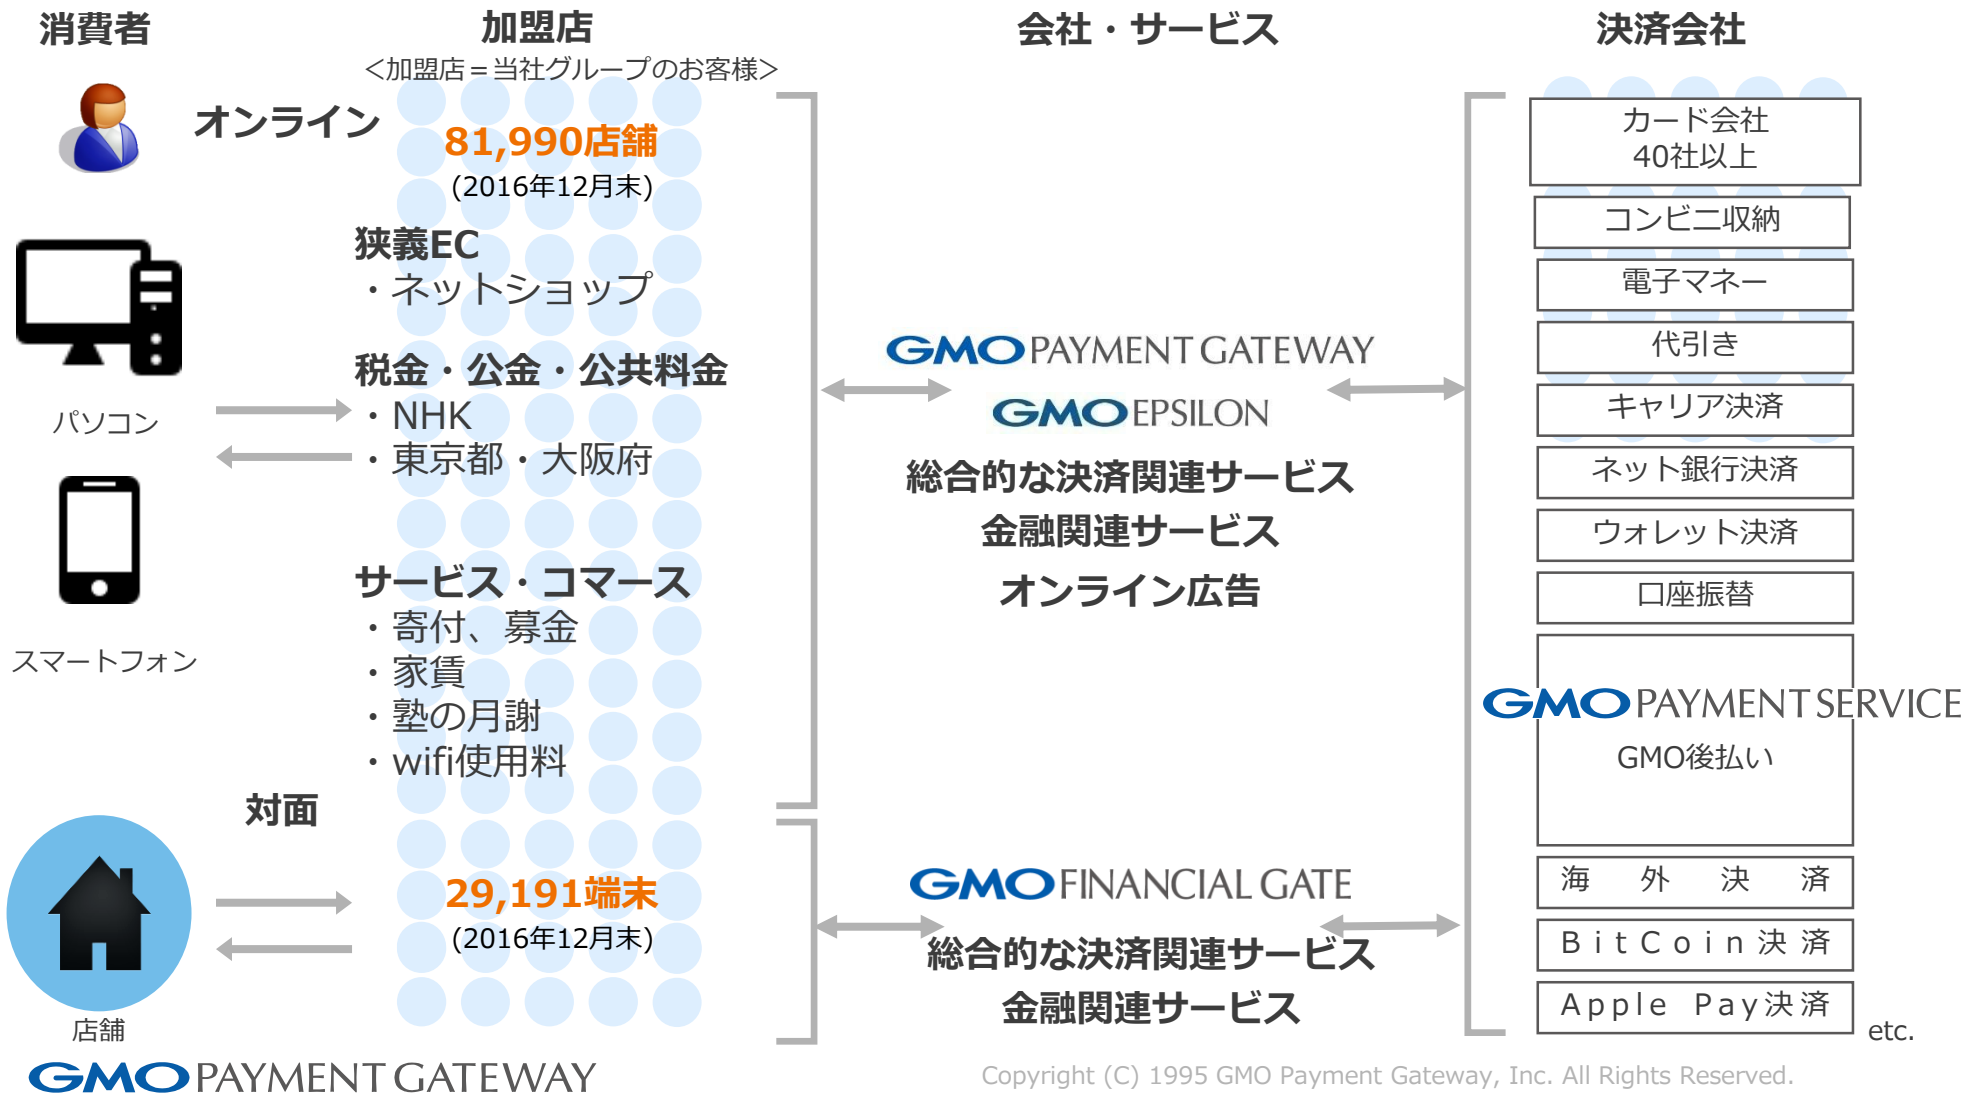 消費者
加盟店
<加盟店=当社グループのお客様>
会社・サービス
決済会社
オンライン
81,990店舗
(2016年12月末)
狭義EC
・ネットショップ
税金・公金・公共料金
・NHK
・東京都・大阪府
サービス・コマース
・寄付、募金
・家賃
・塾の月謝
・wifi使用料
パソコン
スマートフォン
対面
29,191端末
(2016年12月末)
店舗
GMO PAYMENT GATEWAY
GMO EPSILON
総合的な決済関連サービス
金融関連サービス
オンライン広告
GMO FINANCIAL GATE
総合的な決済関連サービス
金融関連サービス
カード会社
40社以上
コンビニ収納
電子マネー
代引き
キャリア決済
ネット銀行決済
ウォレット決済
口座振替
GMO PAYMENT SERVICE
GMO後払い
海外決済
BitCoin決済
Apple Pay決済
etc.
GMO PAYMENT GATEWAY
Copyright (C) 1995 GMO Payment Gateway, Inc. All Rights Reserved.